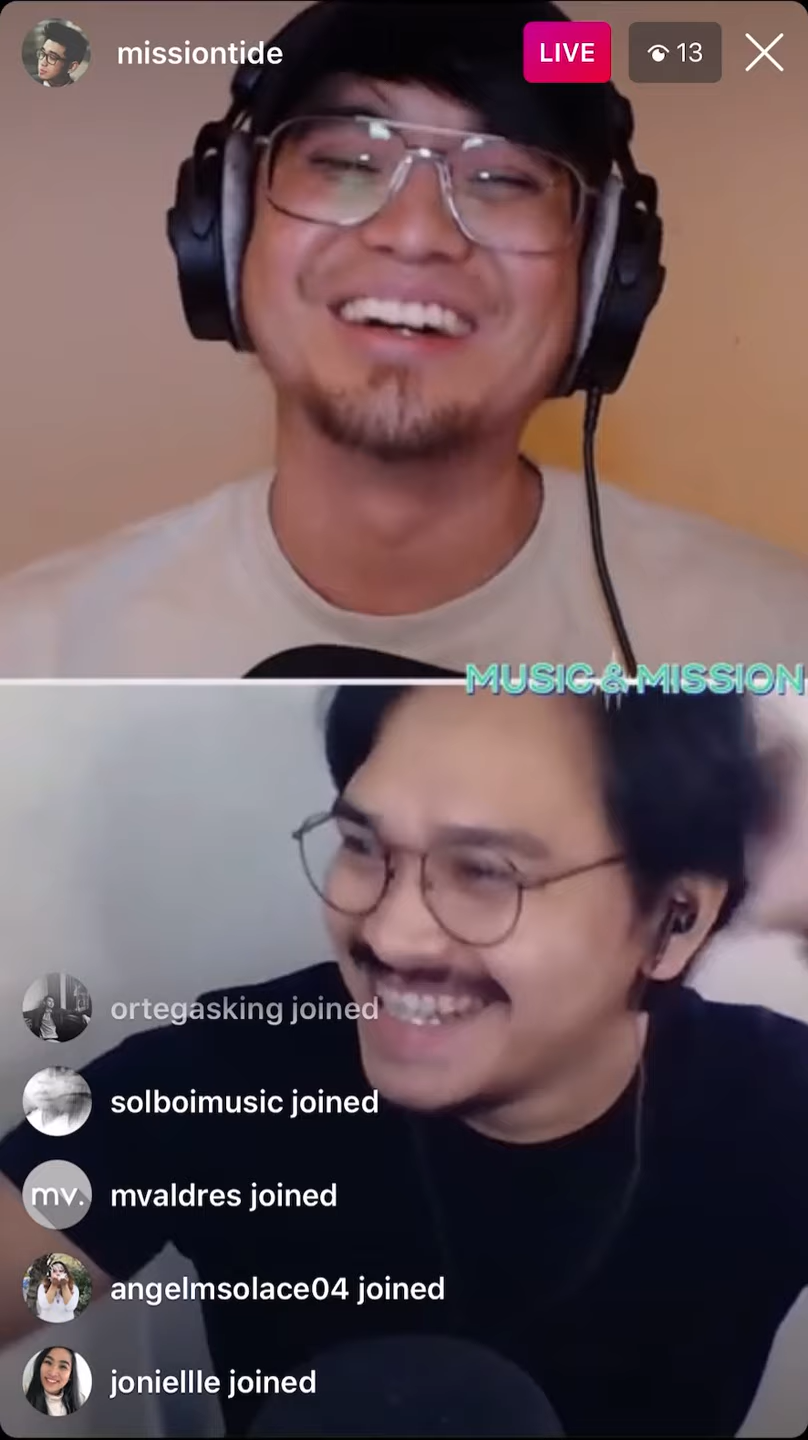 missiontide
LIVE
13
MUSIC & MISSION
ortegasking joined
solboimusic joined
mv.
mvaldres joined
angelmsolace04 joined
joniellle joined